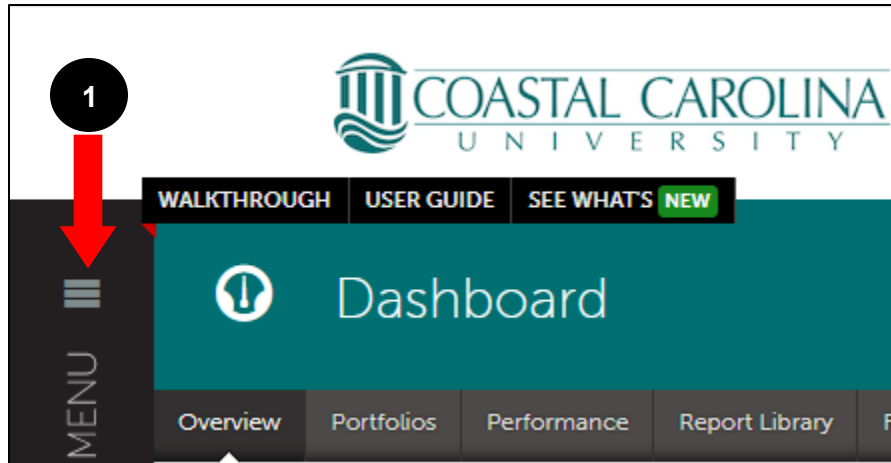 1
COASTAL CAROLINA
UNIVERSITY
WALKTHROUGH USER GUIDE SEE WHAT'S NEW
Dashboard
MENU
Overview Portfolios Performance Report Library